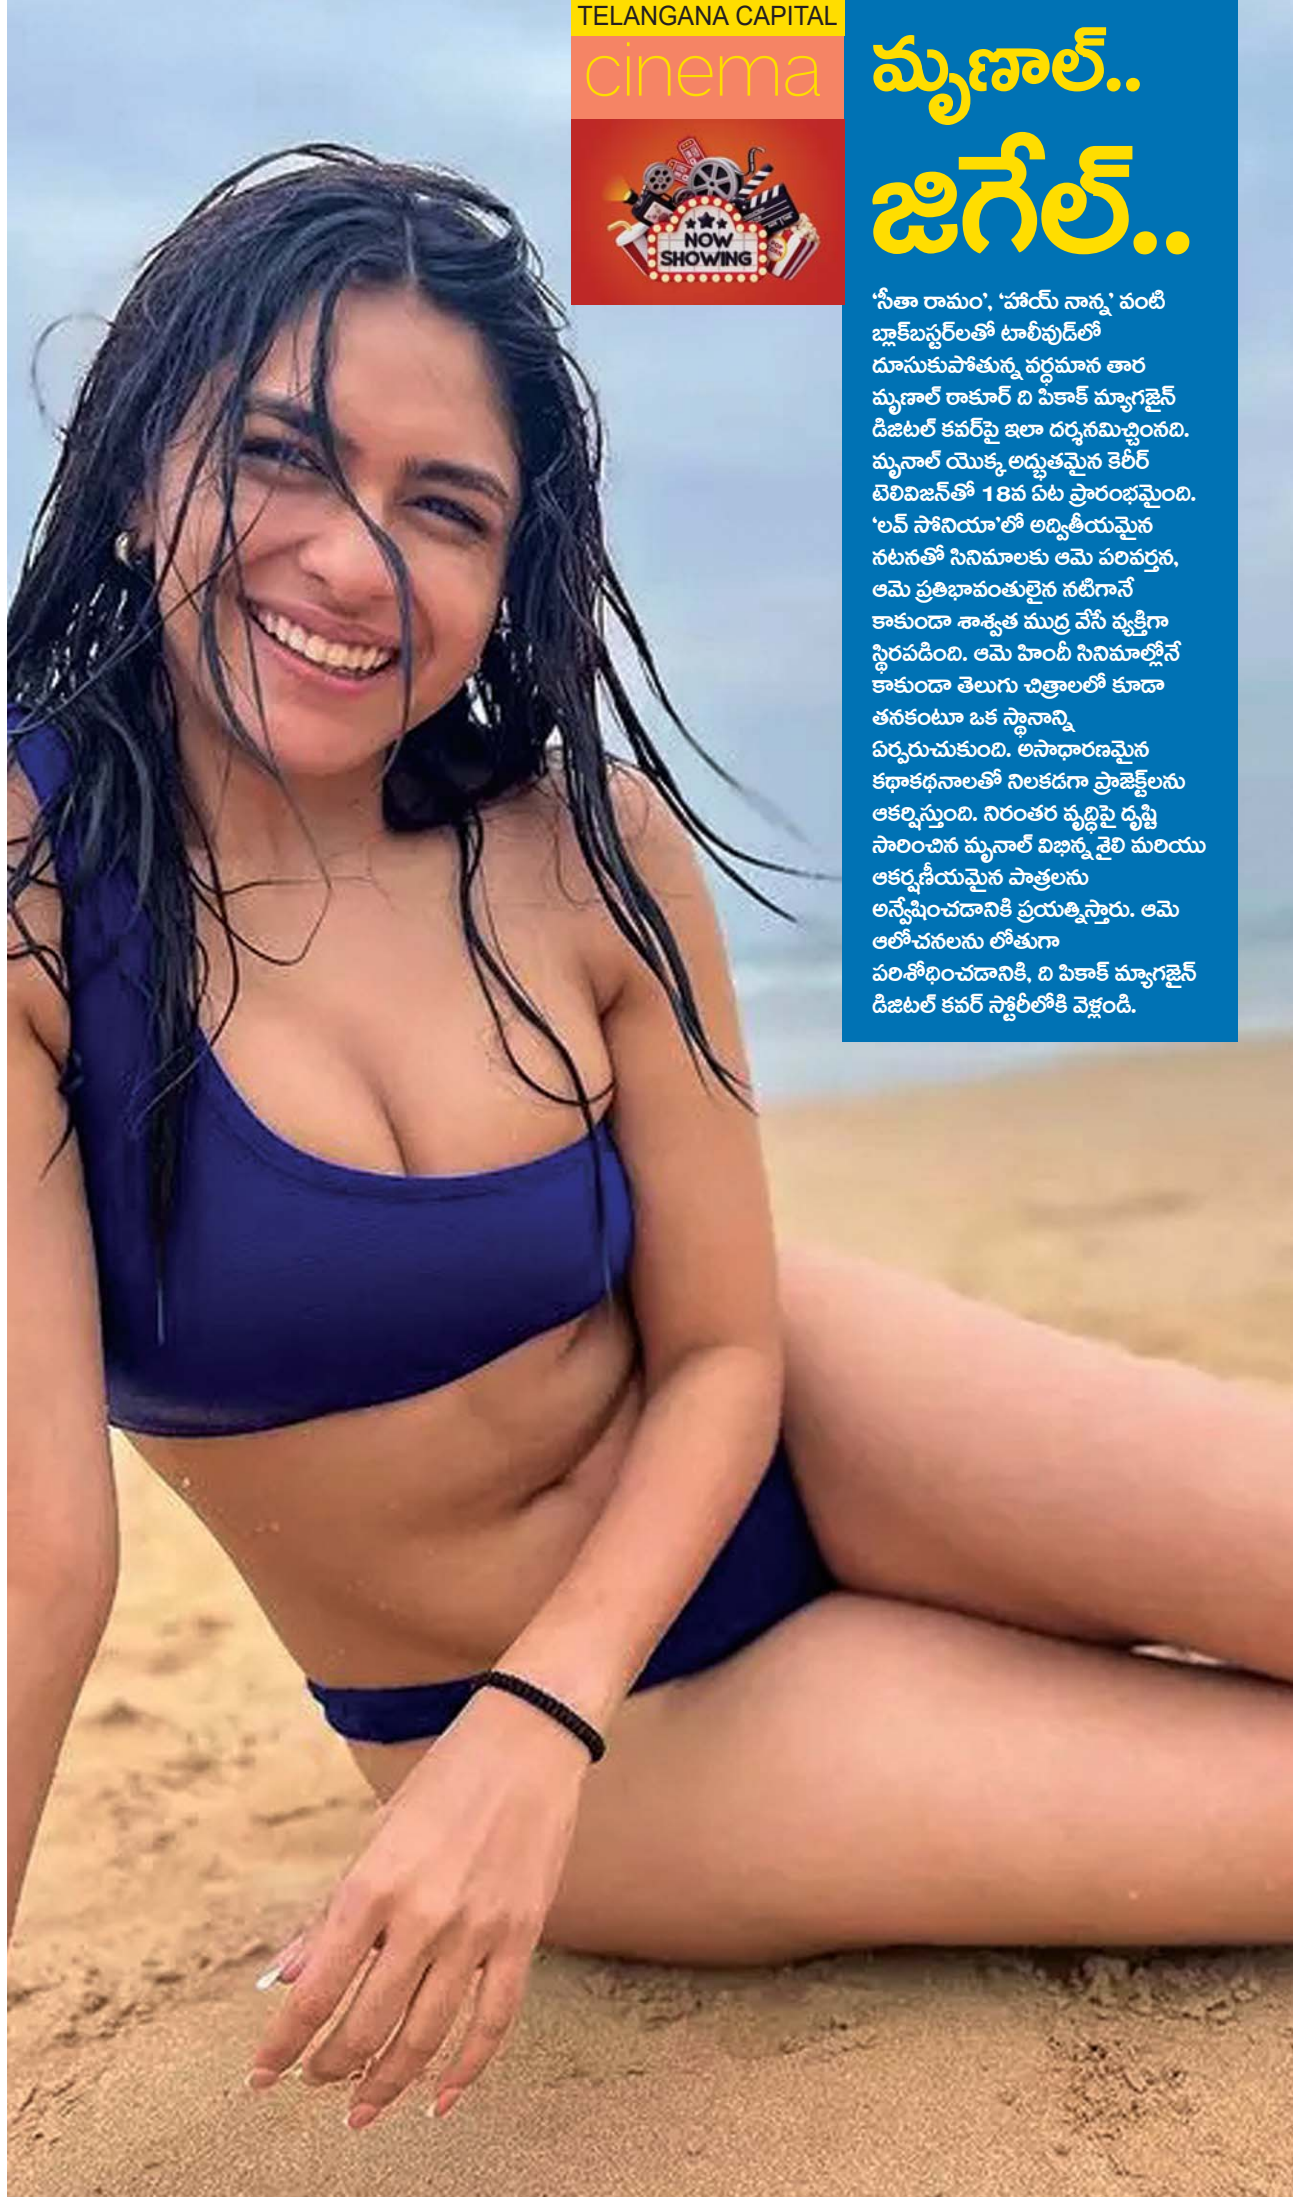 TELANGANA CAPITAL
cinema
NOW
SHOWING
మృణాల్..
జిగేల్..
‘సీతా రామం’, ‘హాయ్ నాన్న’ వంటి
బ్లాక్‌బస్టర్‌లతో టాలీవుడ్‌లో
దూసుకుపోతున్న వర్ధమాన తార
మృణాల్ ఠాకూర్ ది పికాక్ మ్యాగజైన్
డిజిటల్ కవర్‌పై ఇలా దర్శనమిచ్చింనది.
మృనాల్ యొక్క అద్భుతమైన కెరీర్
టెలివిజన్‌తో 18వ ఏట ప్రారంభమైంది.
‘లవ్ సోనియా’లో అద్వితీయమైన
నటనతో సినిమాలకు ఆమె పరివర్తన,
ఆమె ప్రతిభావంతులైన నటిగానే
కాకుండా శాశ్వత ముద్ర వేసే వ్యక్తిగా
స్థిరపడింది. ఆమె హిందీ సినిమాల్లోనే
కాకుండా తెలుగు చిత్రాలలో కూడా
తనకంటూ ఒక స్థానాన్ని
ఏర్పరుచుకుంది. అసాధారణమైన
కథాకథనాలతో నిలకడగా ప్రాజెక్ట్‌లను
ఆకర్షిస్తుంది. నిరంతర వృద్ధిపై దృష్టి
సారించిన మృనాల్ విభిన్న శైలి మరియు
ఆకర్షణీయమైన పాత్రలను
అన్వేషించడానికి ప్రయత్నిస్తారు. ఆమె
ఆలోచనలను లోతుగా
పరిశోధించడానికి, ది పికాక్ మ్యాగజైన్
డిజిటల్ కవర్ స్టోరీలోకి వెళ్లండి.